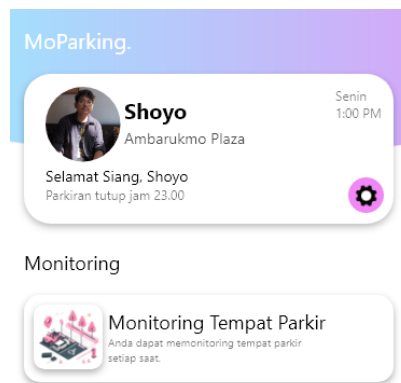 MoParking.
Senin
1:00 PM
Shoyo
Ambarukmo Plaza
Selamat Siang, Shoyo
Parkiran tutup jam 23.00
Monitoring
Monitoring Tempat Parkir
Anda dapat memonitoring tempat parkir
setiap saat.